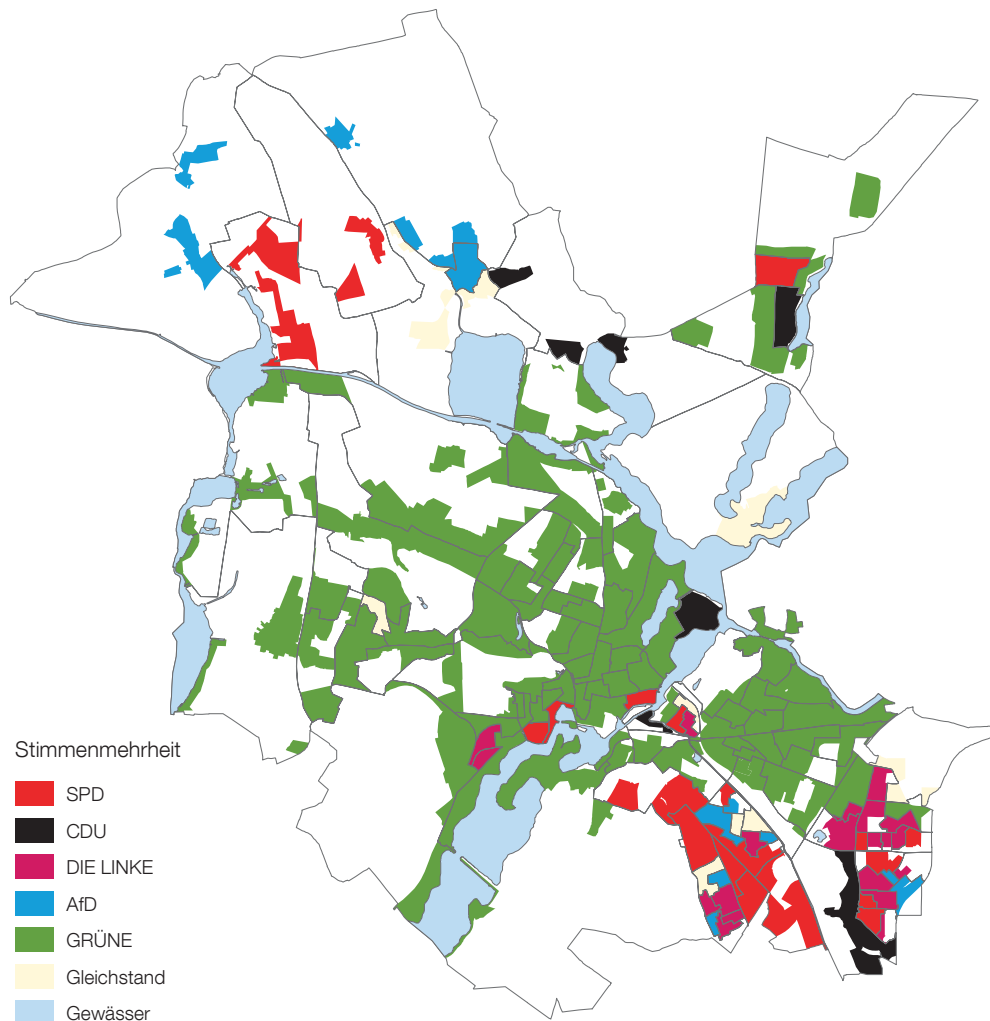 Stimmenmehrheit
SPD
CDU
DIE LINKE
AfD
GRÜNE
Gleichstand
Gewässer